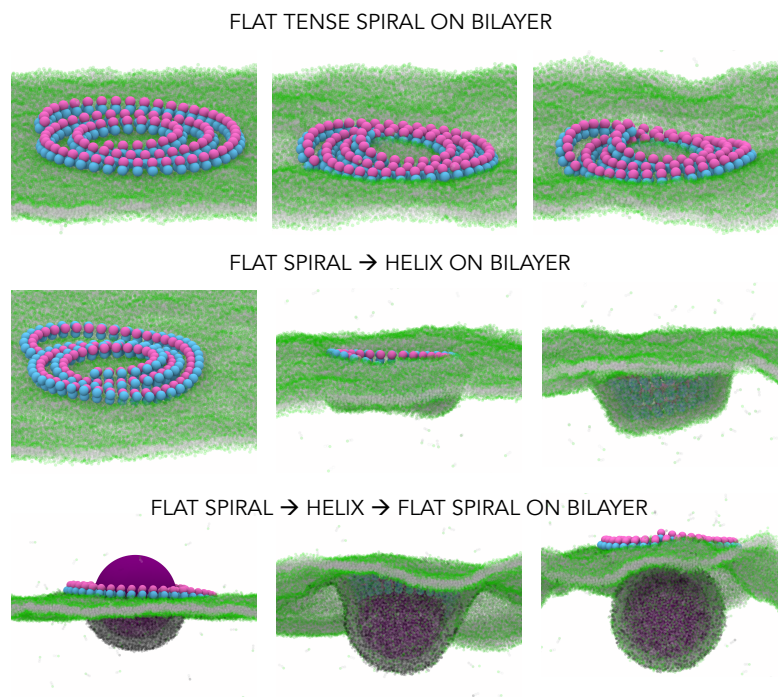 FLAT TENSE SPIRAL ON BILAYER
FLAT SPIRAL → HELIX ON BILAYER
FLAT SPIRAL → HELIX → FLAT SPIRAL ON BILAYER